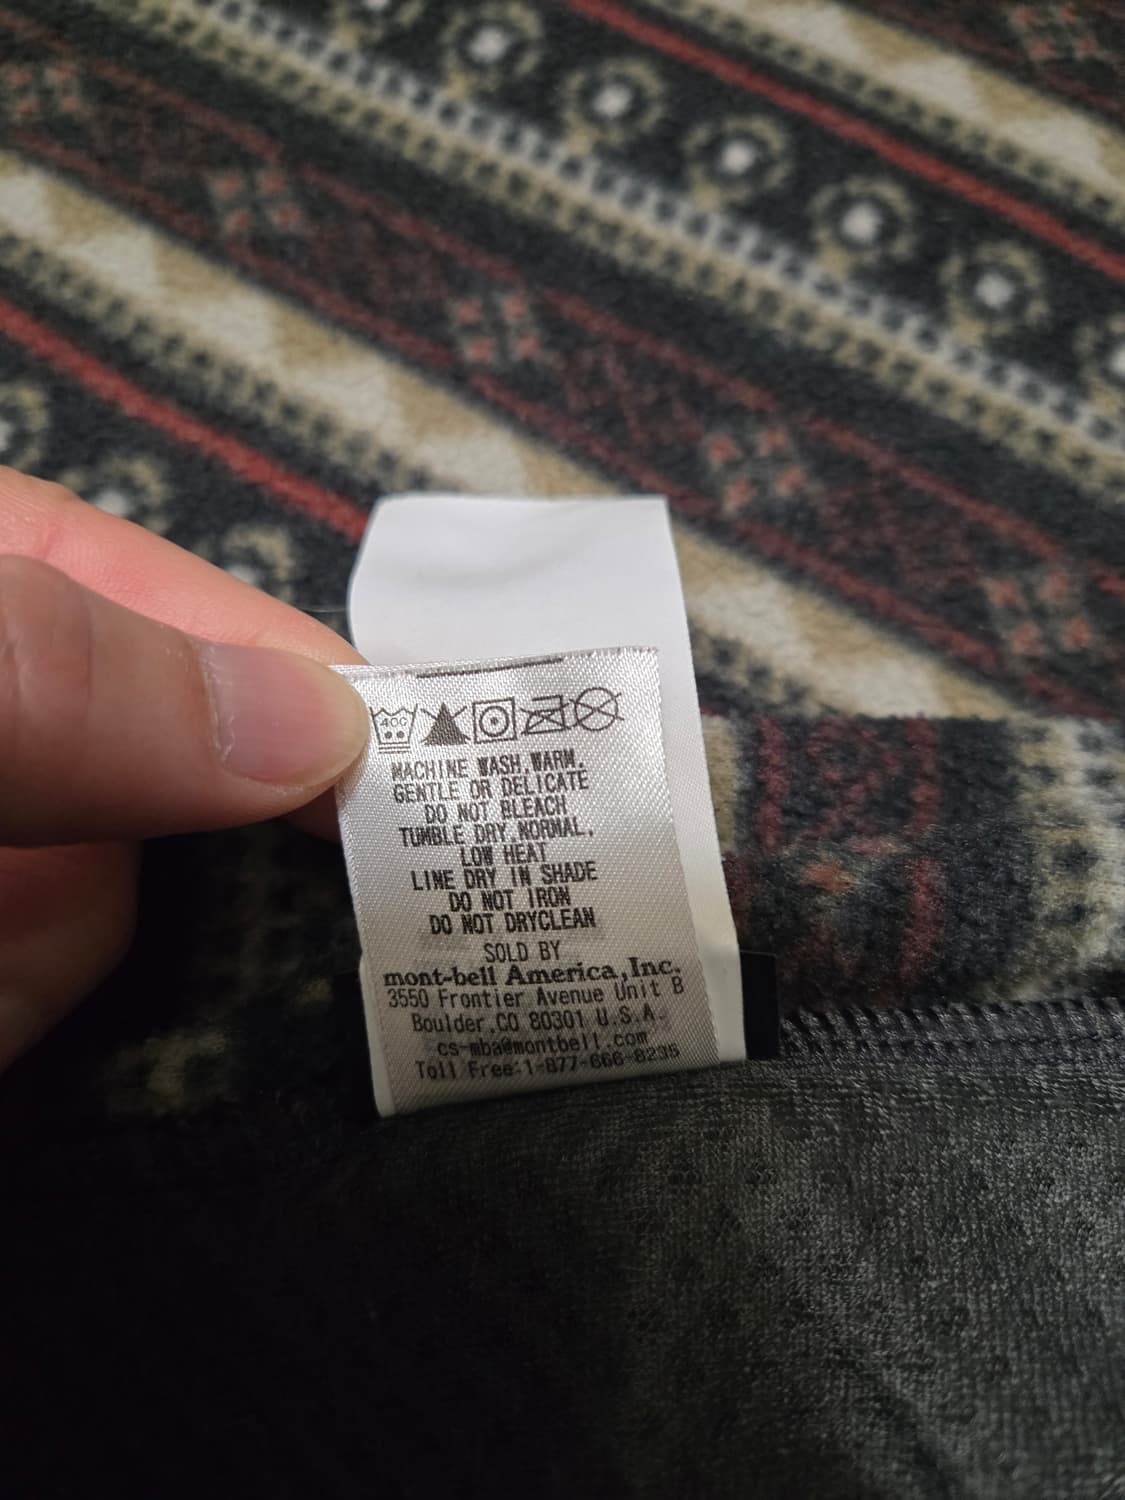 40C
MACHINE WASH,WARM,
GENTLE OR DELICATE
DO NOT BLEACH
TUMBLE DRY,NORMAL,
LOW HEAT
LINE DRY IN SHADE
DO NOT IRON
DO NOT DRYCLEAN
SOLD BY
mont-bell America,Inc.
3550 Frontier Avenue Unit B
Boulder,CO 80301 U.S.A.
cs-mba@montbell.com
Toll Free:1-877-666-8235